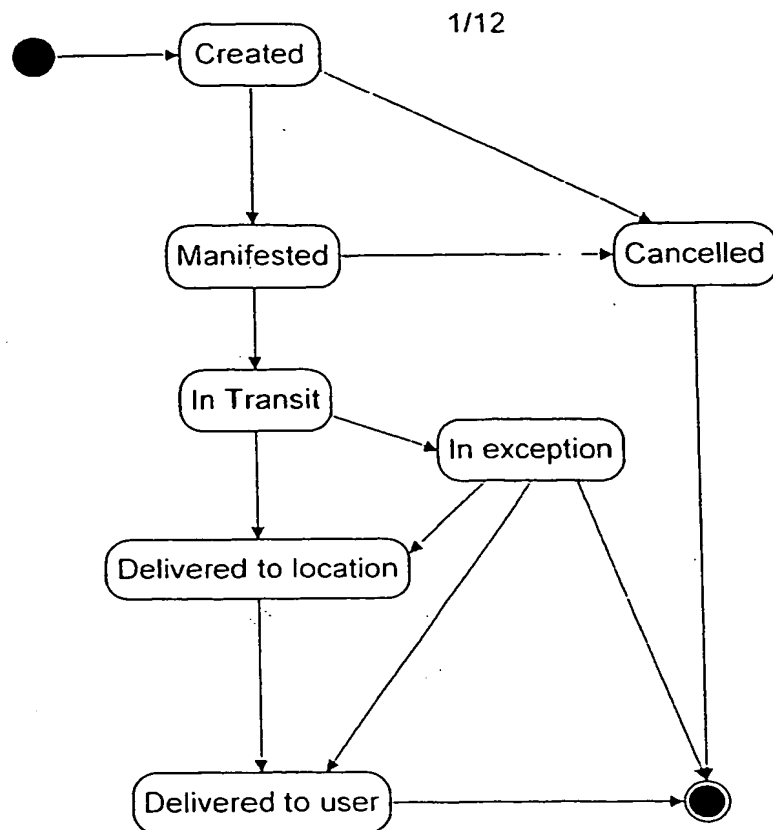 1/12
Created
Manifested
Cancelled
In Transit
In exception
Delivered to location
Delivered to user